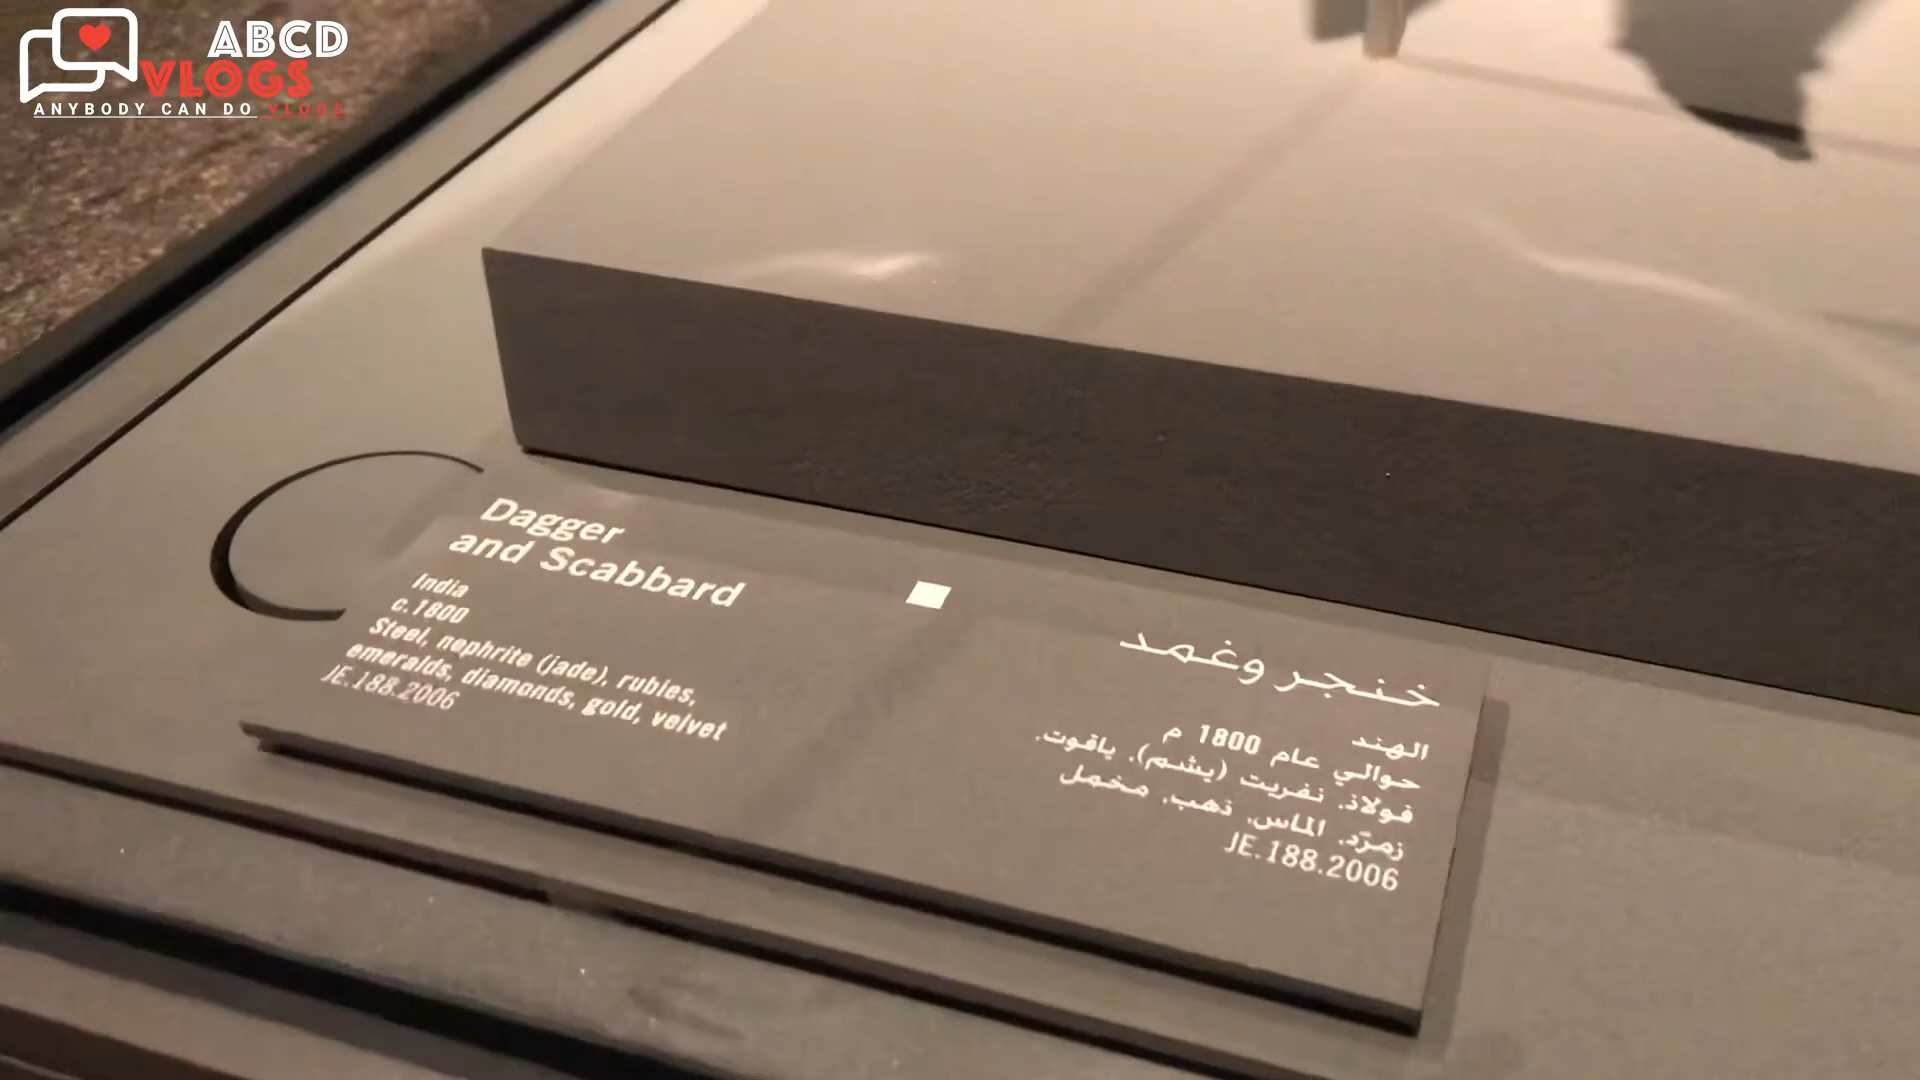 ABCD
VLOGS
ANYBODY CAN DO VLOGS
Dagger
and Scabbard
India
c.1800
Steel, nephrite (jade), rubies,
emeralds, diamonds, gold, velvet
JE.188.2006
خنجر وغمد
الهند
حوالي عام 1800 م
فولاذ، نفريت (يشم)، ياقوت،
زمرّد، الماس، ذهب، مخمل
JE.188.2006